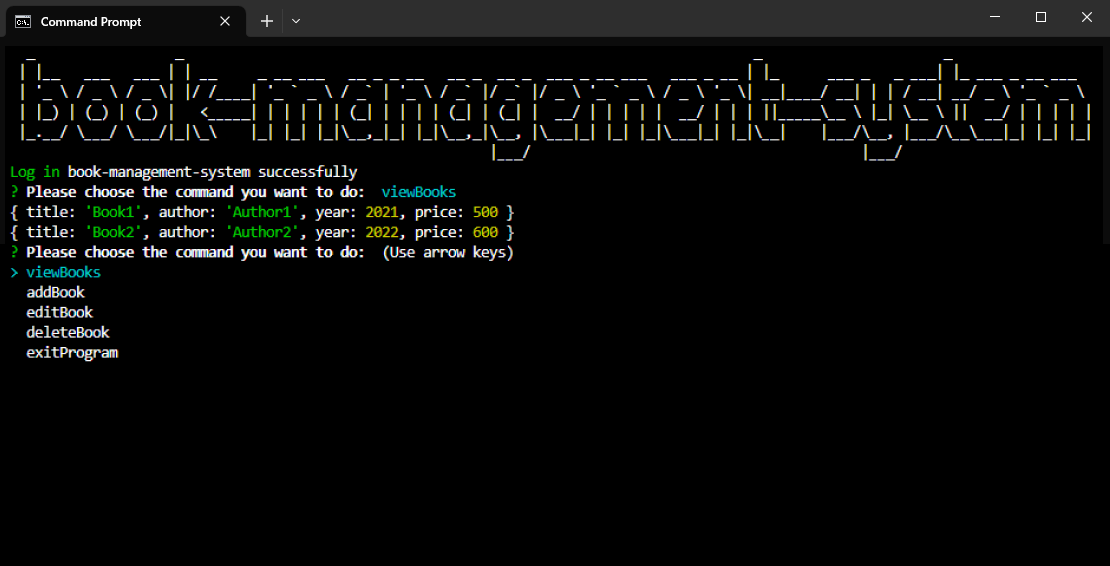 Command Prompt
book-management-system
Log in book-management-system successfully
? Please choose the command you want to do:  viewBooks
{ title: 'Book1', author: 'Author1', year: 2021, price: 500 }
{ title: 'Book2', author: 'Author2', year: 2022, price: 600 }
? Please choose the command you want to do:  (Use arrow keys)
> viewBooks
addBook
editBook
deleteBook
exitProgram